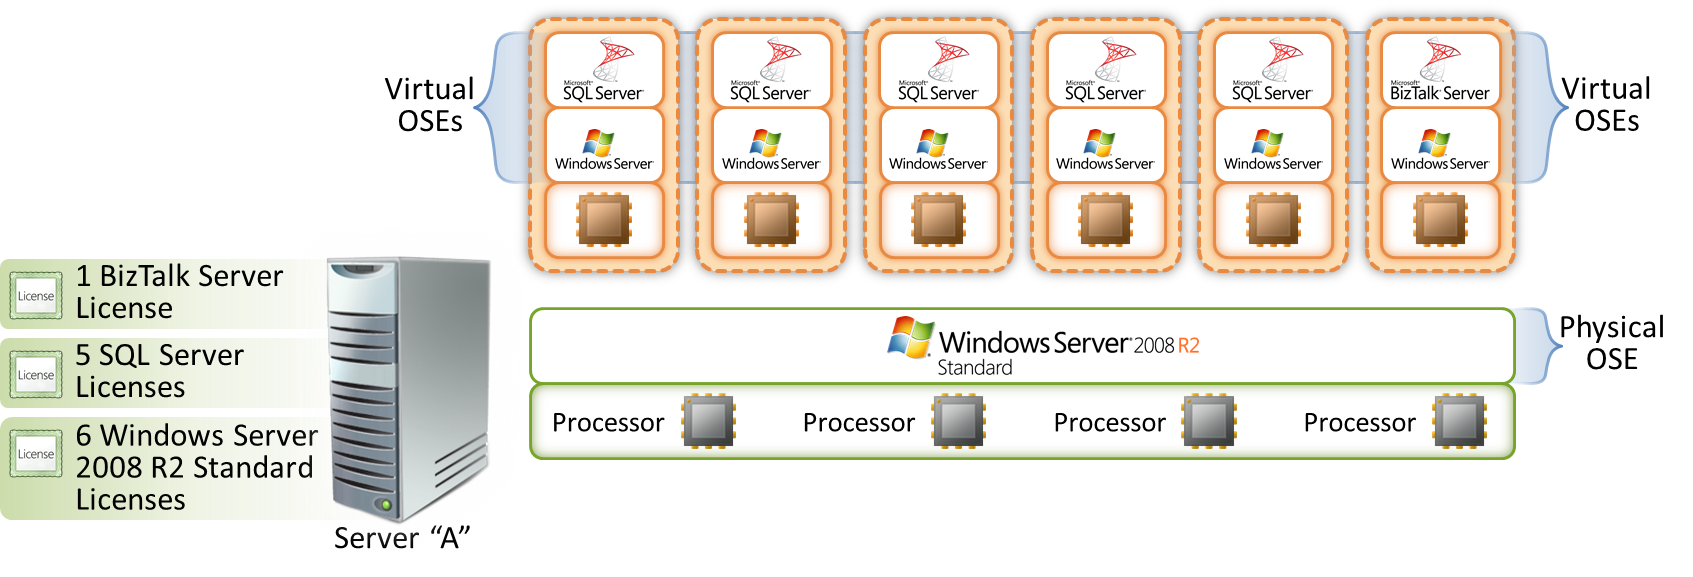 Virtual
OSEs
Microsoft®
SQL Server®
Windows Server®
Microsoft®
SQL Server®
Windows Server®
Microsoft®
SQL Server®
Windows Server®
Microsoft®
SQL Server®
Windows Server®
Microsoft®
SQL Server®
Windows Server®
Microsoft®
BizTalk® Server
Windows Server®
Virtual
OSEs
License
1 BizTalk Server
License
License
5 SQL Server
Licenses
License
6 Windows Server
2008 R2 Standard
Licenses
Server “A”
Windows Server® 2008 R2
Standard
Physical
OSE
Processor
Processor
Processor
Processor